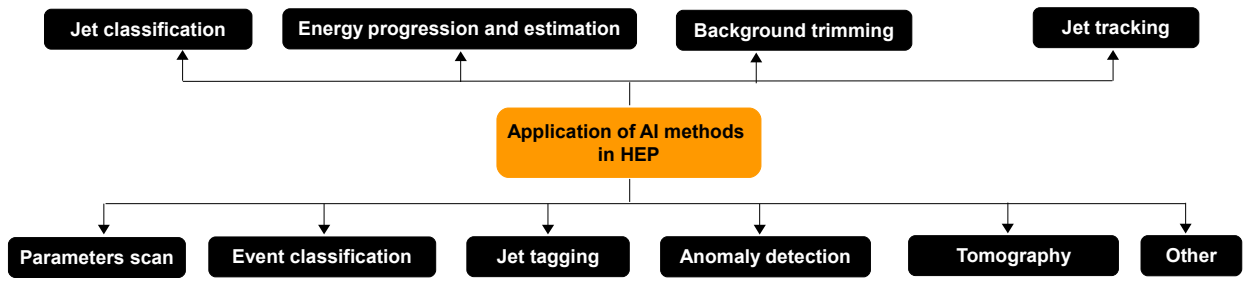 Jet classification
Energy progression and estimation
Background trimming
Jet tracking
Application of AI methods
in HEP
Parameters scan
Event classification
Jet tagging
Anomaly detection
Tomography
Other